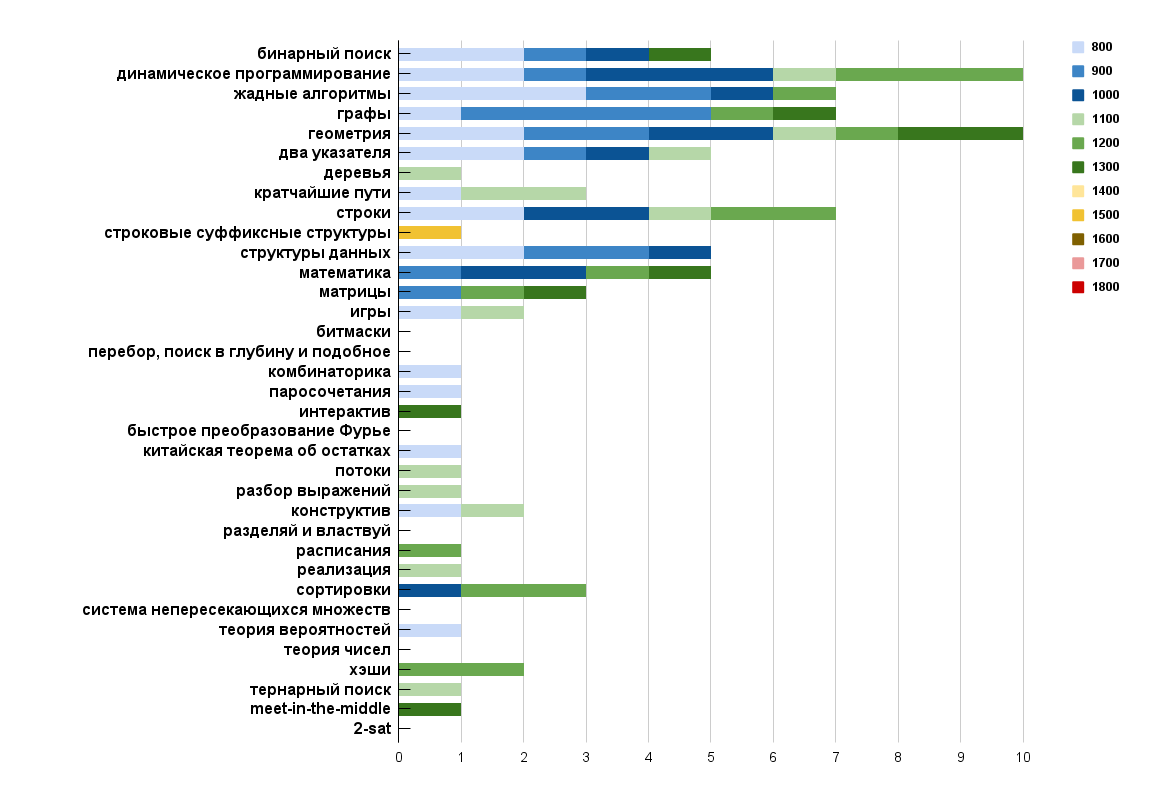 бинарный поиск
динамическое программирование
жадные алгоритмы
графы
геометрия
два указателя
деревья
кратчайшие пути
строки
строковые суффиксные структуры
структуры данных
математика
матрицы
игры
битмаски
перебор, поиск в глубину и подобное
комбинаторика
паросочетания
интерактив
быстрое преобразование Фурье
китайская теорема об остатках
потоки
разбор выражений
конструктив
разделяй и властвуй
расписания
реализация
сортировки
система непересекающихся множеств
теория вероятностей
теория чисел
хэши
тернарный поиск
meet-in-the-middle
2-sat
0 1 2 3 4 5 6 7 8 9 10
800
900
1000
1100
1200
1300
1400
1500
1600
1700
1800